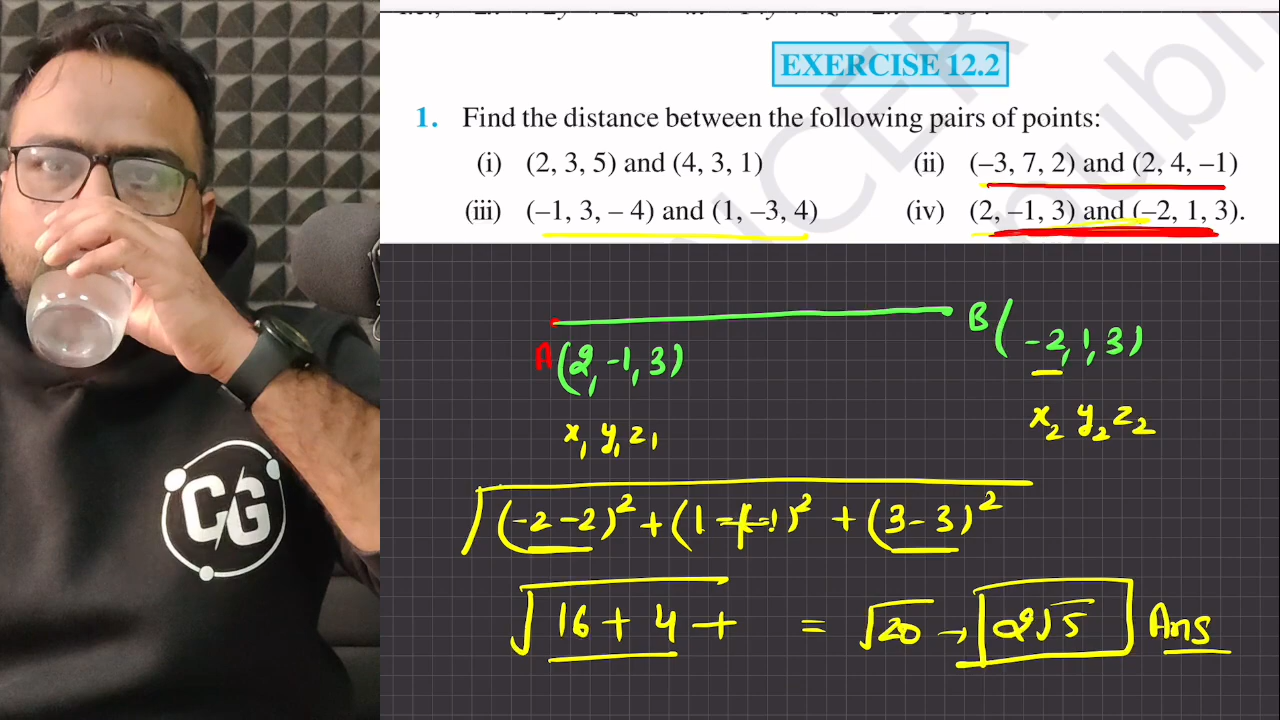 EXERCISE 12.2
1. Find the distance between the following pairs of points:
(i) (2, 3, 5) and (4, 3, 1) (ii) (–3, 7, 2) and (2, 4, –1)
(iii) (–1, 3, – 4) and (1, –3, 4) (iv) (2, –1, 3) and (–2, 1, 3).
A (2, -1, 3) B (-2, 1, 3)
x₁ y₁ z₁ x₂ y₂ z₂
√(-2-2)² + (1-(-1)² + (3-3)²
√16 + 4 + = √20 → 2√5 Ans
CG